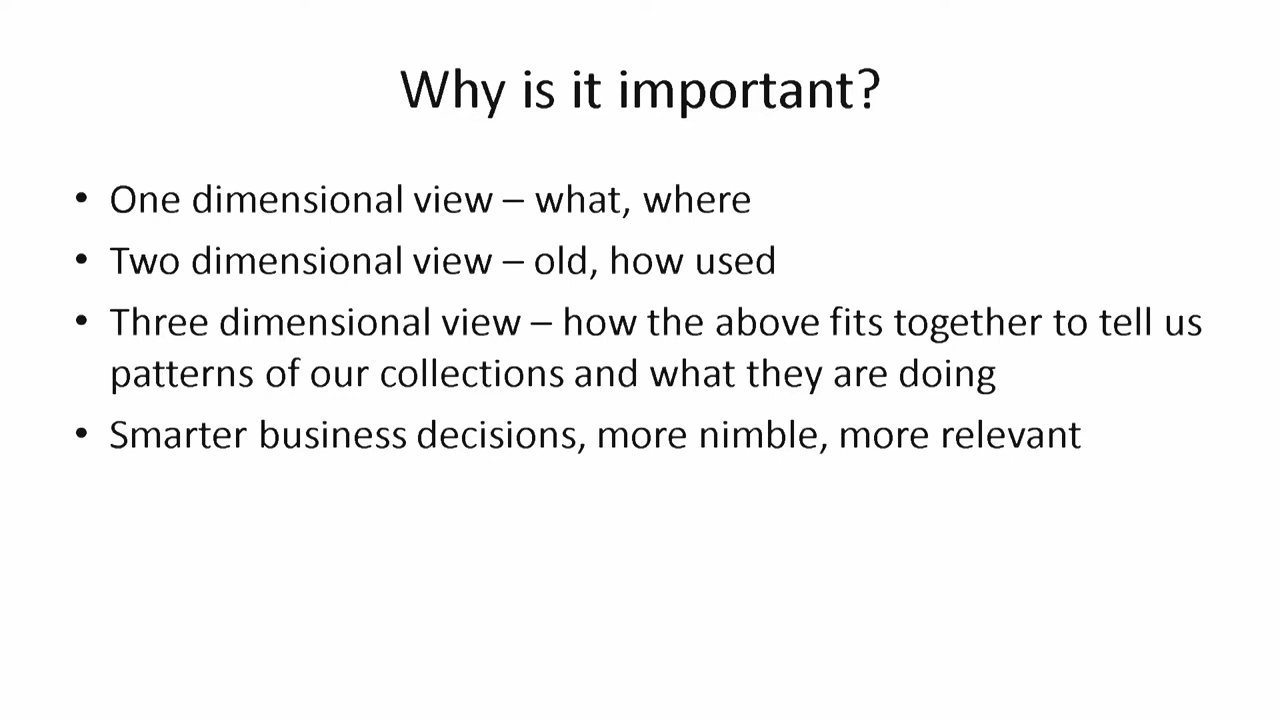 Why is it important?
• One dimensional view – what, where
• Two dimensional view – old, how used
• Three dimensional view – how the above fits together to tell us
patterns of our collections and what they are doing
• Smarter business decisions, more nimble, more relevant